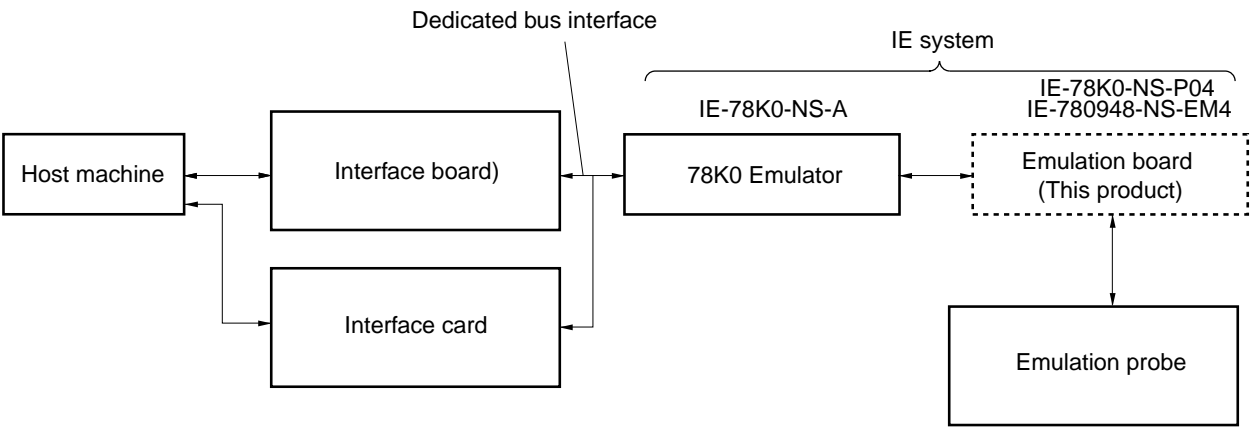 Dedicated bus interface
IE system
IE-78K0-NS-P04
IE-78K0-NS-A
IE-780948-NS-EM4
Host machine
Interface board)
78K0 Emulator
Emulation board
(This product)
Interface card
Emulation probe